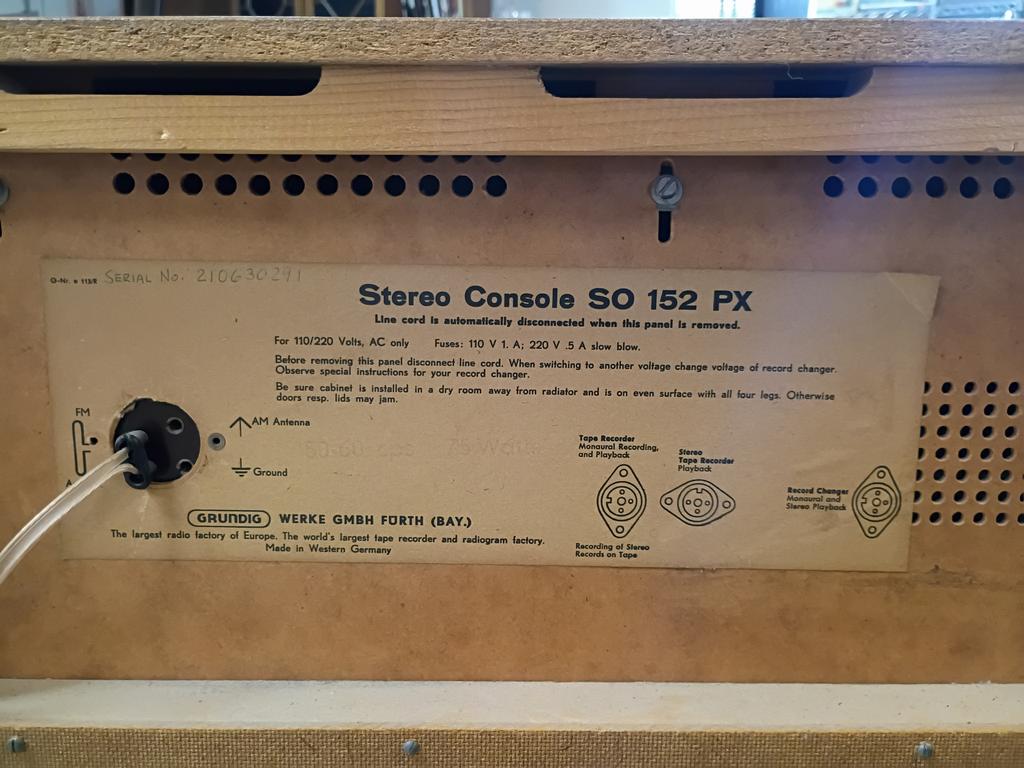 G-Nr. 113/R SERIAL No. 210630291
Stereo Console SO 152 PX
Line cord is automatically disconnected when this panel is removed.
For 110/220 Volts, AC only Fuses: 110 V 1. A; 220 V .5 A slow blow.
Before removing this panel disconnect line cord. When switching to another voltage change voltage of record changer.
Observe special instructions for your record changer.
Be sure cabinet is installed in a dry room away from radiator and is on even surface with all four legs. Otherwise
doors resp. lids may jam.
FM
AM Antenna
Ground
Tape Recorder
Monaural Recording,
and Playback
Stereo
Tape Recorder
Playback
Record Changer
Monaural and
Stereo Playback
Recording of Stereo
Records on Tape
GRUNDIG WERKE GMBH FÜRTH (BAY.)
The largest radio factory of Europe. The world's largest tape recorder and radiogram factory.
Made in Western Germany